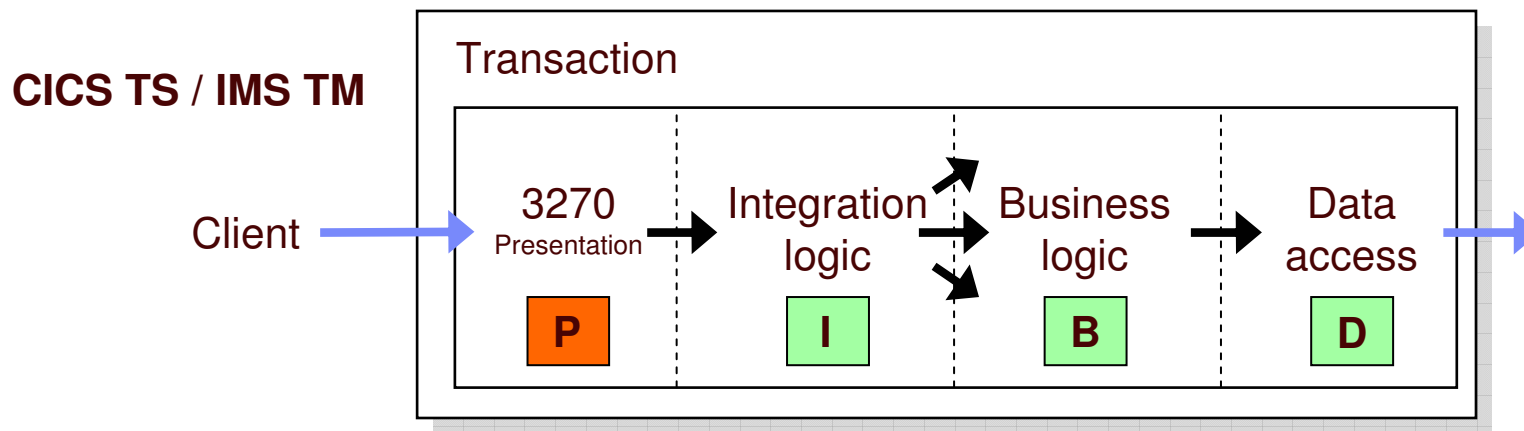 Transaction
CICS TS / IMS TM
Client
3270
Presentation
Integration
logic
Business
logic
Data
access
P
I
B
D